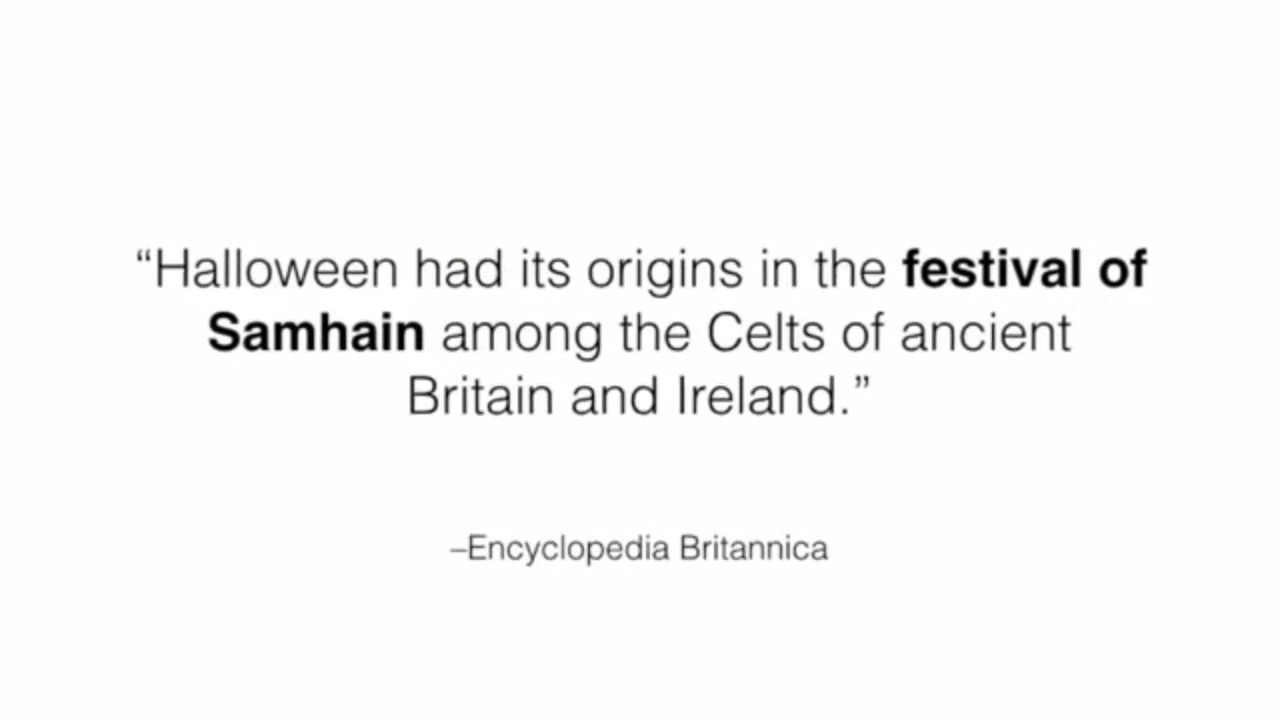 “Halloween had its origins in the festival of
Samhain among the Celts of ancient
Britain and Ireland.”
–Encyclopedia Britannica